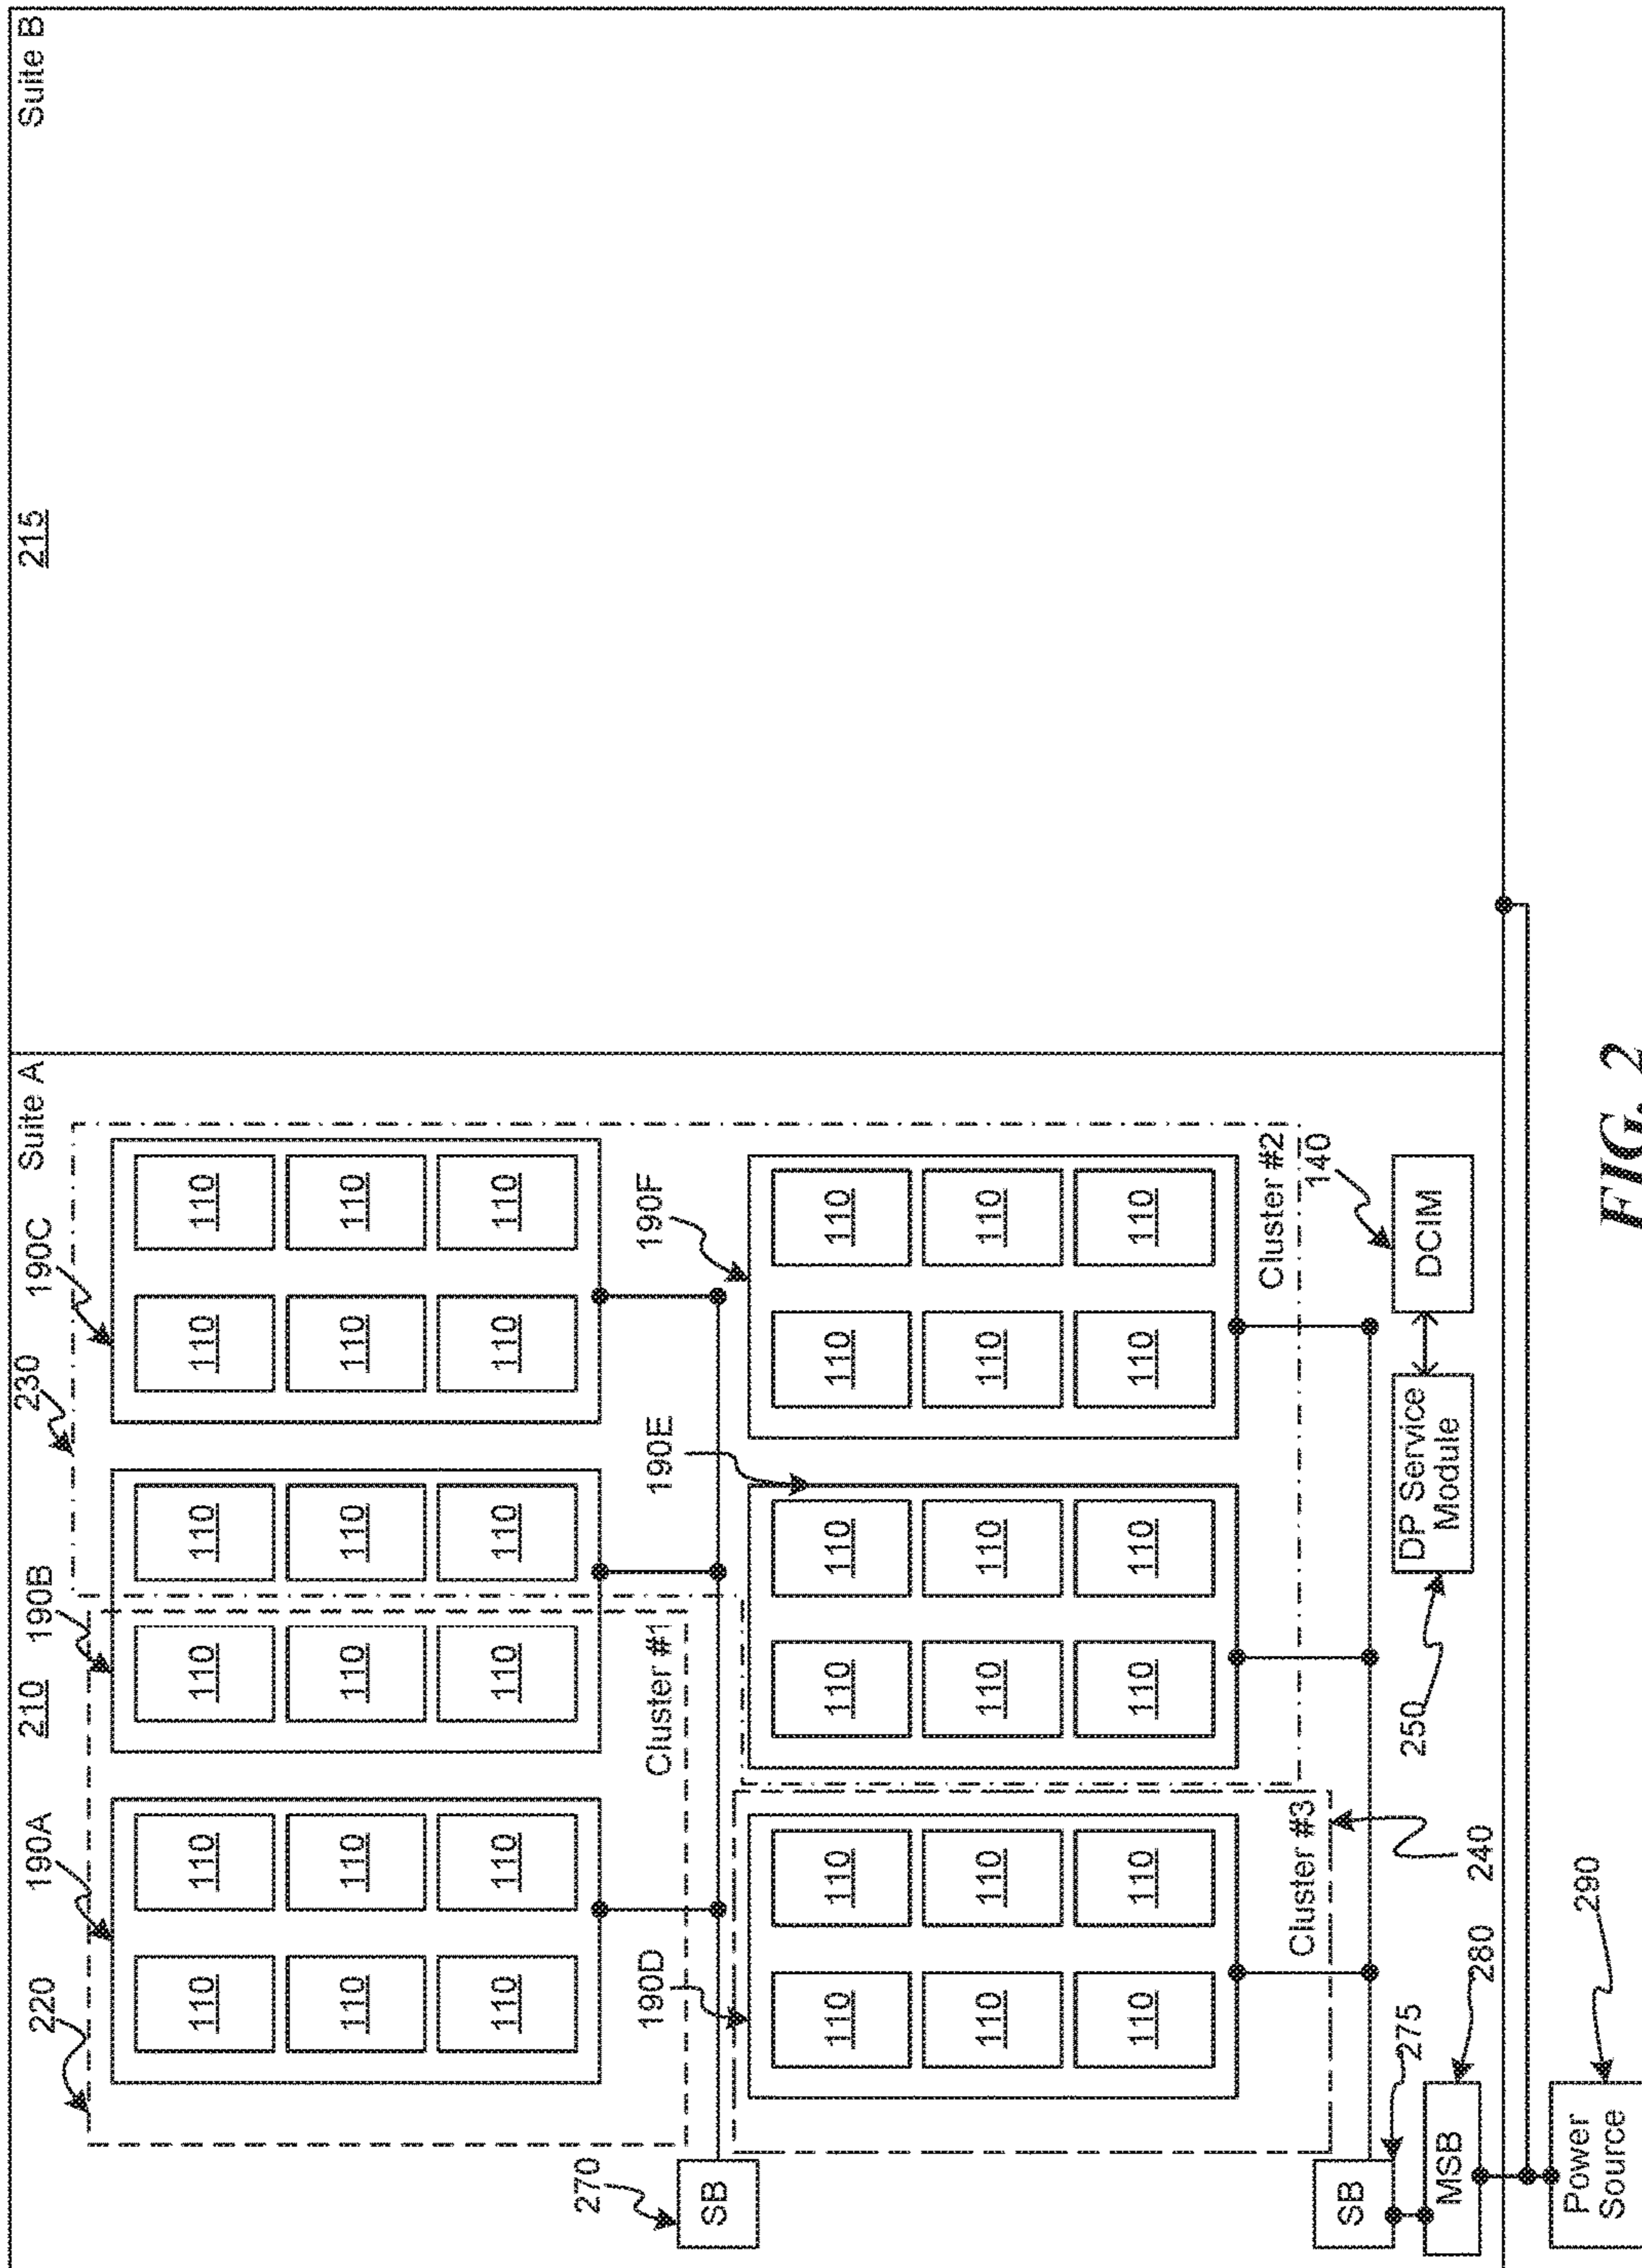 210
Suite A
215
Suite B
220
190A
190B
230
190C
110 110 110 110 110 110
110 110 110 110 110 110
110 110 110 110 110 110
270
Cluster #1
190D
190E
190F
SB
110 110 110 110 110 110
110 110 110 110 110 110
110 110 110 110 110 110
Cluster #3
Cluster #2
140
SB
275
250
DP Service
Module
DCIM
MSB
280
240
Power
Source
290
FIG. 2